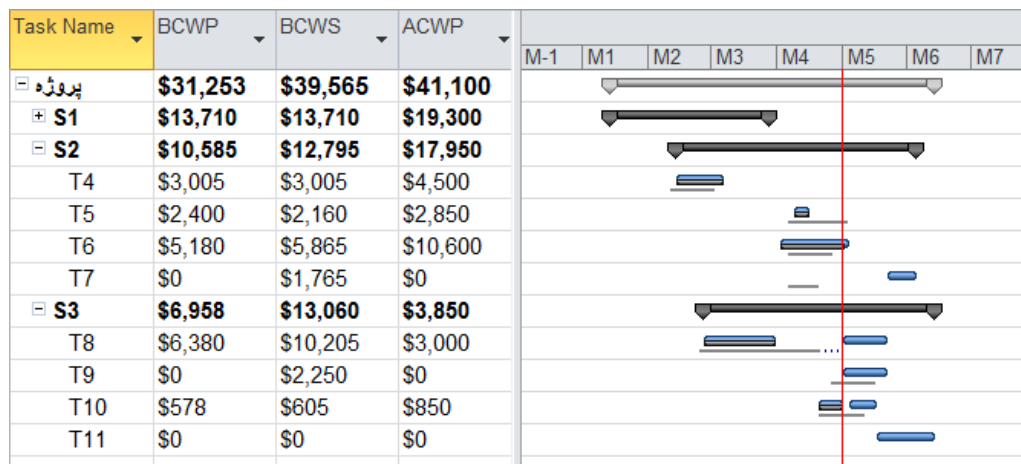 Task Name BCWP BCWS ACWP
M-1 M1 M2 M3 M4 M5 M6 M7
پروژه $31,253 $39,565 $41,100
S1 $13,710 $13,710 $19,300
S2 $10,585 $12,795 $17,950
T4 $3,005 $3,005 $4,500
T5 $2,400 $2,160 $2,850
T6 $5,180 $5,865 $10,600
T7 $0 $1,765 $0
S3 $6,958 $13,060 $3,850
T8 $6,380 $10,205 $3,000
T9 $0 $2,250 $0
T10 $578 $605 $850
T11 $0 $0 $0